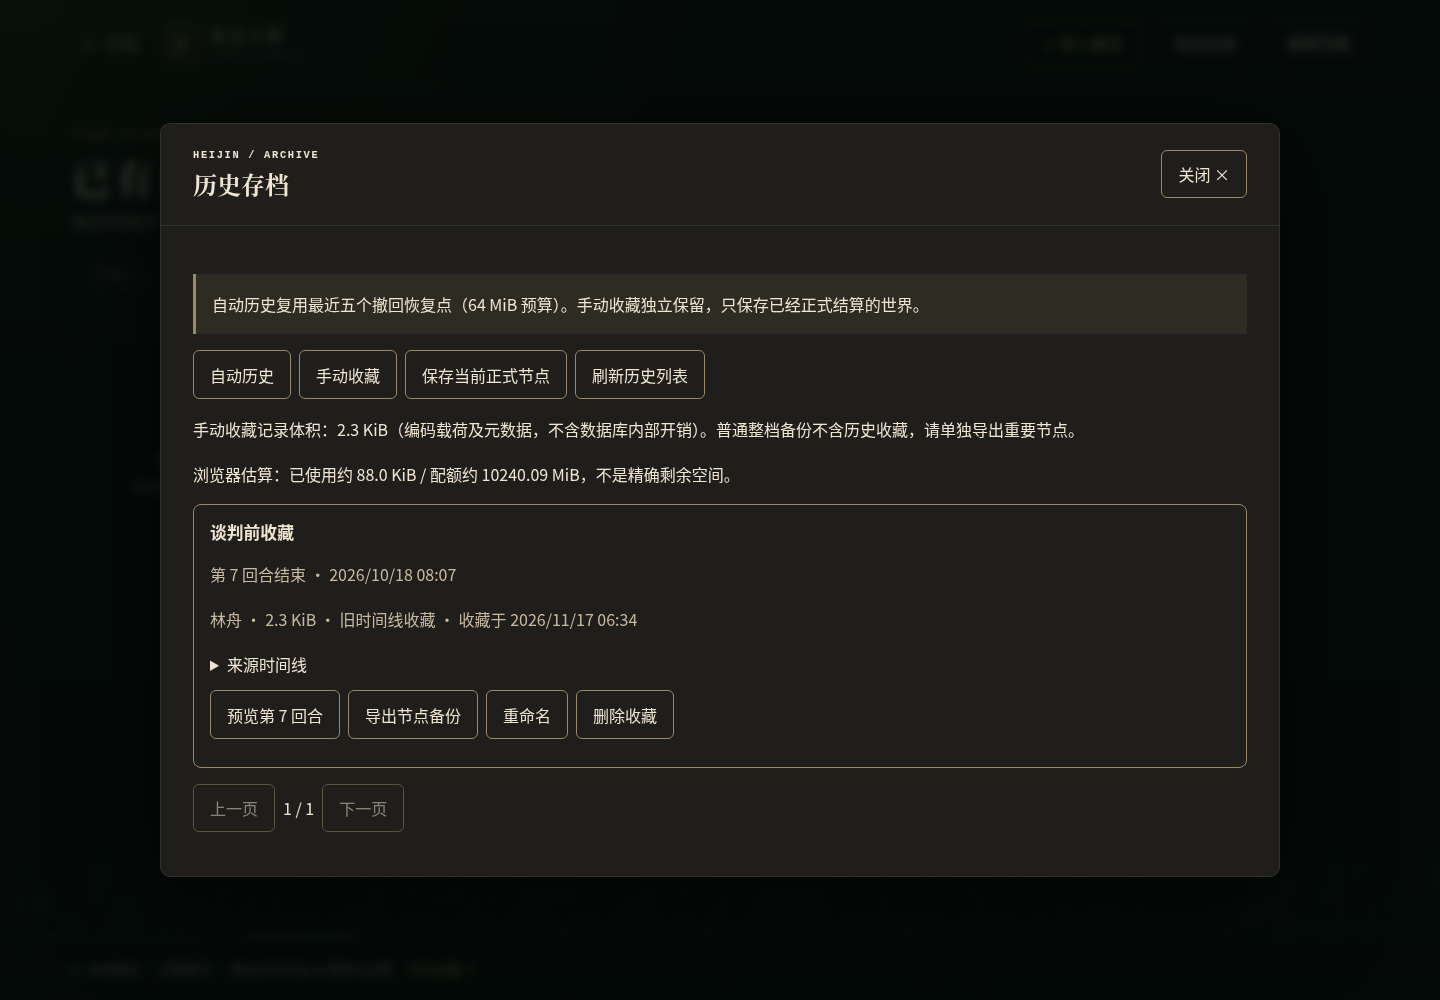 HEIJIN / ARCHIVE
历史存档
关闭 ×
自动历史复用最近五个撤回恢复点（64 MiB 预算）。手动收藏独立保留，只保存已经正式结算的世界。
自动历史
手动收藏
保存当前正式节点
刷新历史列表
手动收藏记录体积：2.3 KiB（编码载荷及元数据，不含数据库内部开销）。普通整档备份不含历史收藏，请单独导出重要节点。
浏览器估算：已使用约 88.0 KiB / 配额约 10240.09 MiB，不是精确剩余空间。
谈判前收藏
第 7 回合结束 · 2026/10/18 08:07
林舟 · 2.3 KiB · 旧时间线收藏 · 收藏于 2026/11/17 06:34
▶ 来源时间线
预览第 7 回合
导出节点备份
重命名
删除收藏
上一页
1 / 1
下一页